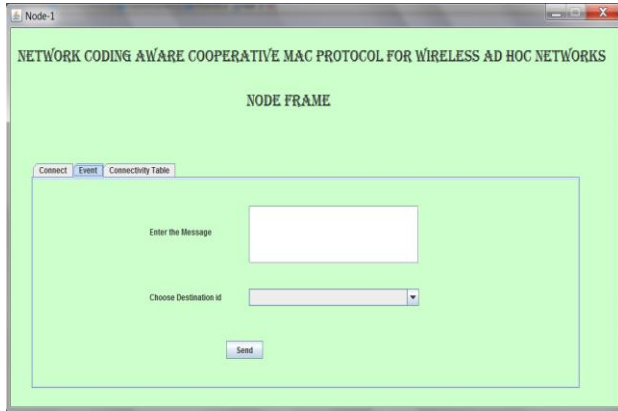 Node-1
NETWORK CODING AWARE COOPERATIVE MAC PROTOCOL FOR WIRELESS AD HOC NETWORKS
NODE FRAME
Connect Event Connectivity Table
Enter the Message
Choose Destination id
Send